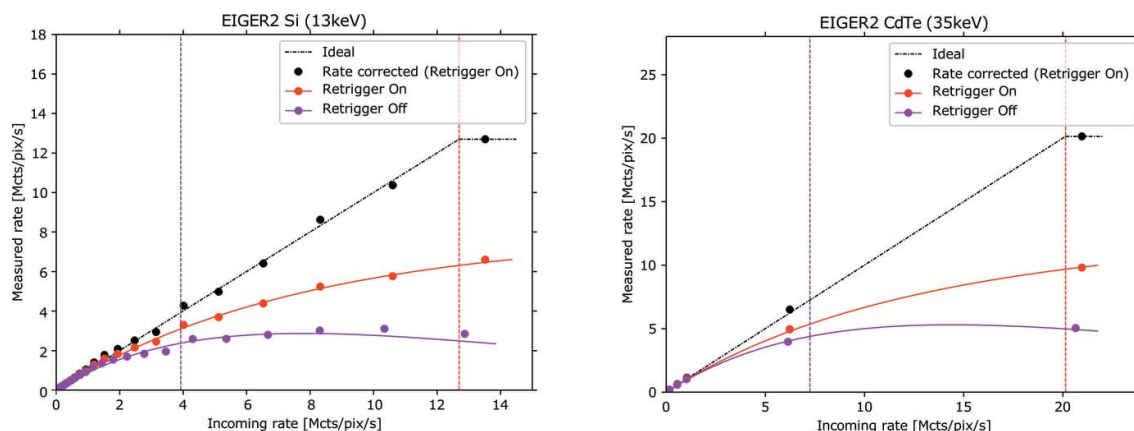 EIGER2 Si (13keV)
18
16
14
12
10
8
6
4
2
0
Measured rate [Mcts/pix/s]
Ideal
Rate corrected (Retrigger On)
Retrigger On
Retrigger Off
0
2
4
6
8
10
12
14
Incoming rate [Mcts/pix/s]
EIGER2 CdTe (35keV)
25
20
15
10
5
0
Measured rate [Mcts/pix/s]
Ideal
Rate corrected (Retrigger On)
Retrigger On
Retrigger Off
0
5
10
15
20
Incoming rate [Mcts/pix/s]